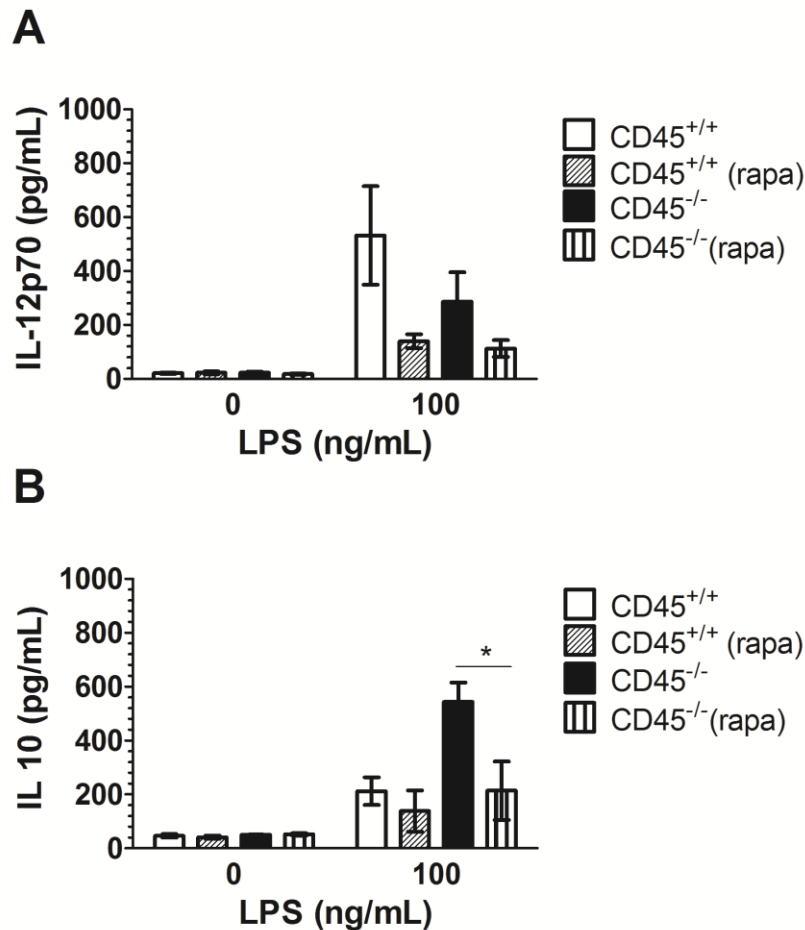 A
1000
800
600
400
200
0
IL-12p70 (pg/mL)
0 100
LPS (ng/mL)
CD45+/+
CD45+/+ (rapa)
CD45-/-
CD45-/-(rapa)
B
1000
800
600
400
200
0
IL 10 (pg/mL)
*
0 100
LPS (ng/mL)
CD45+/+
CD45+/+ (rapa)
CD45-/-
CD45-/-(rapa)